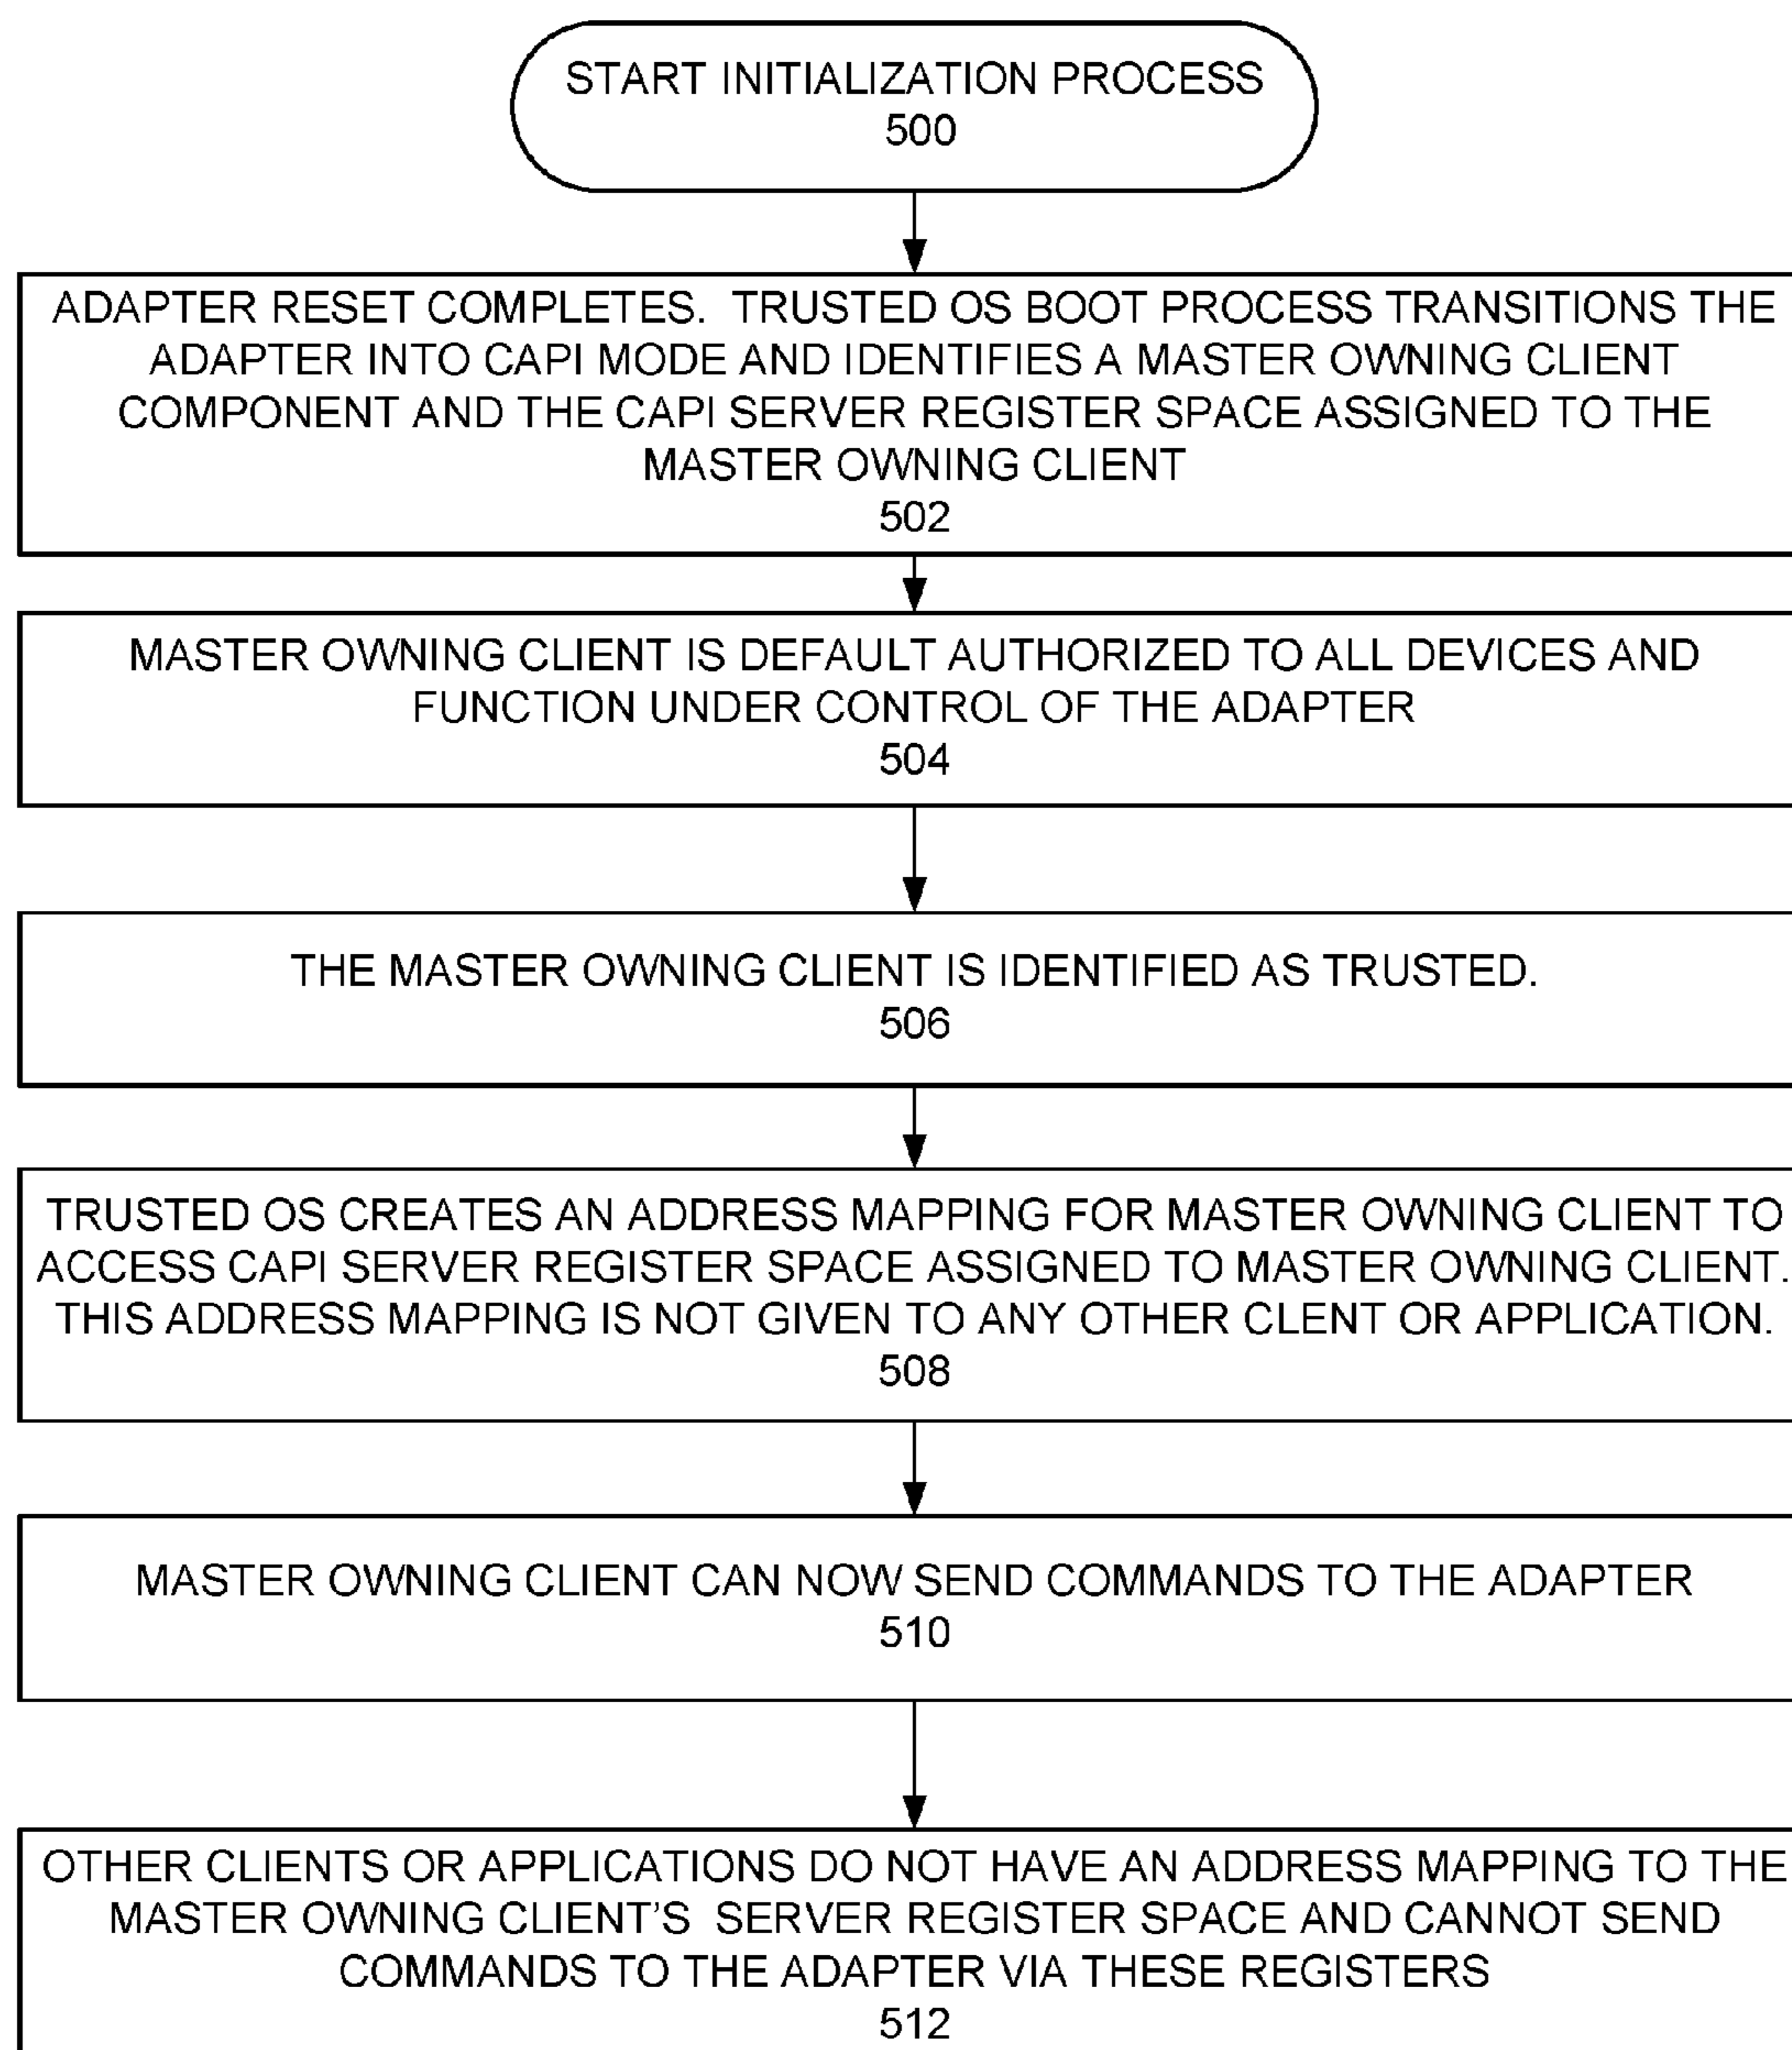 START INITIALIZATION PROCESS
500
ADAPTER RESET COMPLETES. TRUSTED OS BOOT PROCESS TRANSITIONS THE
ADAPTER INTO CAPI MODE AND IDENTIFIES A MASTER OWNING CLIENT
COMPONENT AND THE CAPI SERVER REGISTER SPACE ASSIGNED TO THE
MASTER OWNING CLIENT
502
MASTER OWNING CLIENT IS DEFAULT AUTHORIZED TO ALL DEVICES AND
FUNCTION UNDER CONTROL OF THE ADAPTER
504
THE MASTER OWNING CLIENT IS IDENTIFIED AS TRUSTED.
506
TRUSTED OS CREATES AN ADDRESS MAPPING FOR MASTER OWNING CLIENT TO
ACCESS CAPI SERVER REGISTER SPACE ASSIGNED TO MASTER OWNING CLIENT.
THIS ADDRESS MAPPING IS NOT GIVEN TO ANY OTHER CLENT OR APPLICATION.
508
MASTER OWNING CLIENT CAN NOW SEND COMMANDS TO THE ADAPTER
510
OTHER CLIENTS OR APPLICATIONS DO NOT HAVE AN ADDRESS MAPPING TO THE
MASTER OWNING CLIENT'S SERVER REGISTER SPACE AND CANNOT SEND
COMMANDS TO THE ADAPTER VIA THESE REGISTERS
512